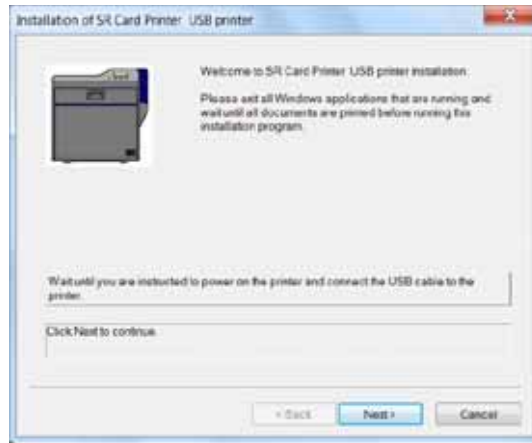 Installation of SR Card Printer USB printer
Welcome to SR Card Printer USB printer installation.
Please exit all Windows applications that are running and
wait until all documents are printed before running this
installation program.
Wait until you are instructed to power on the printer and connect the USB cable to the
printer.
Click Next to continue.
< Back
Next >
Cancel